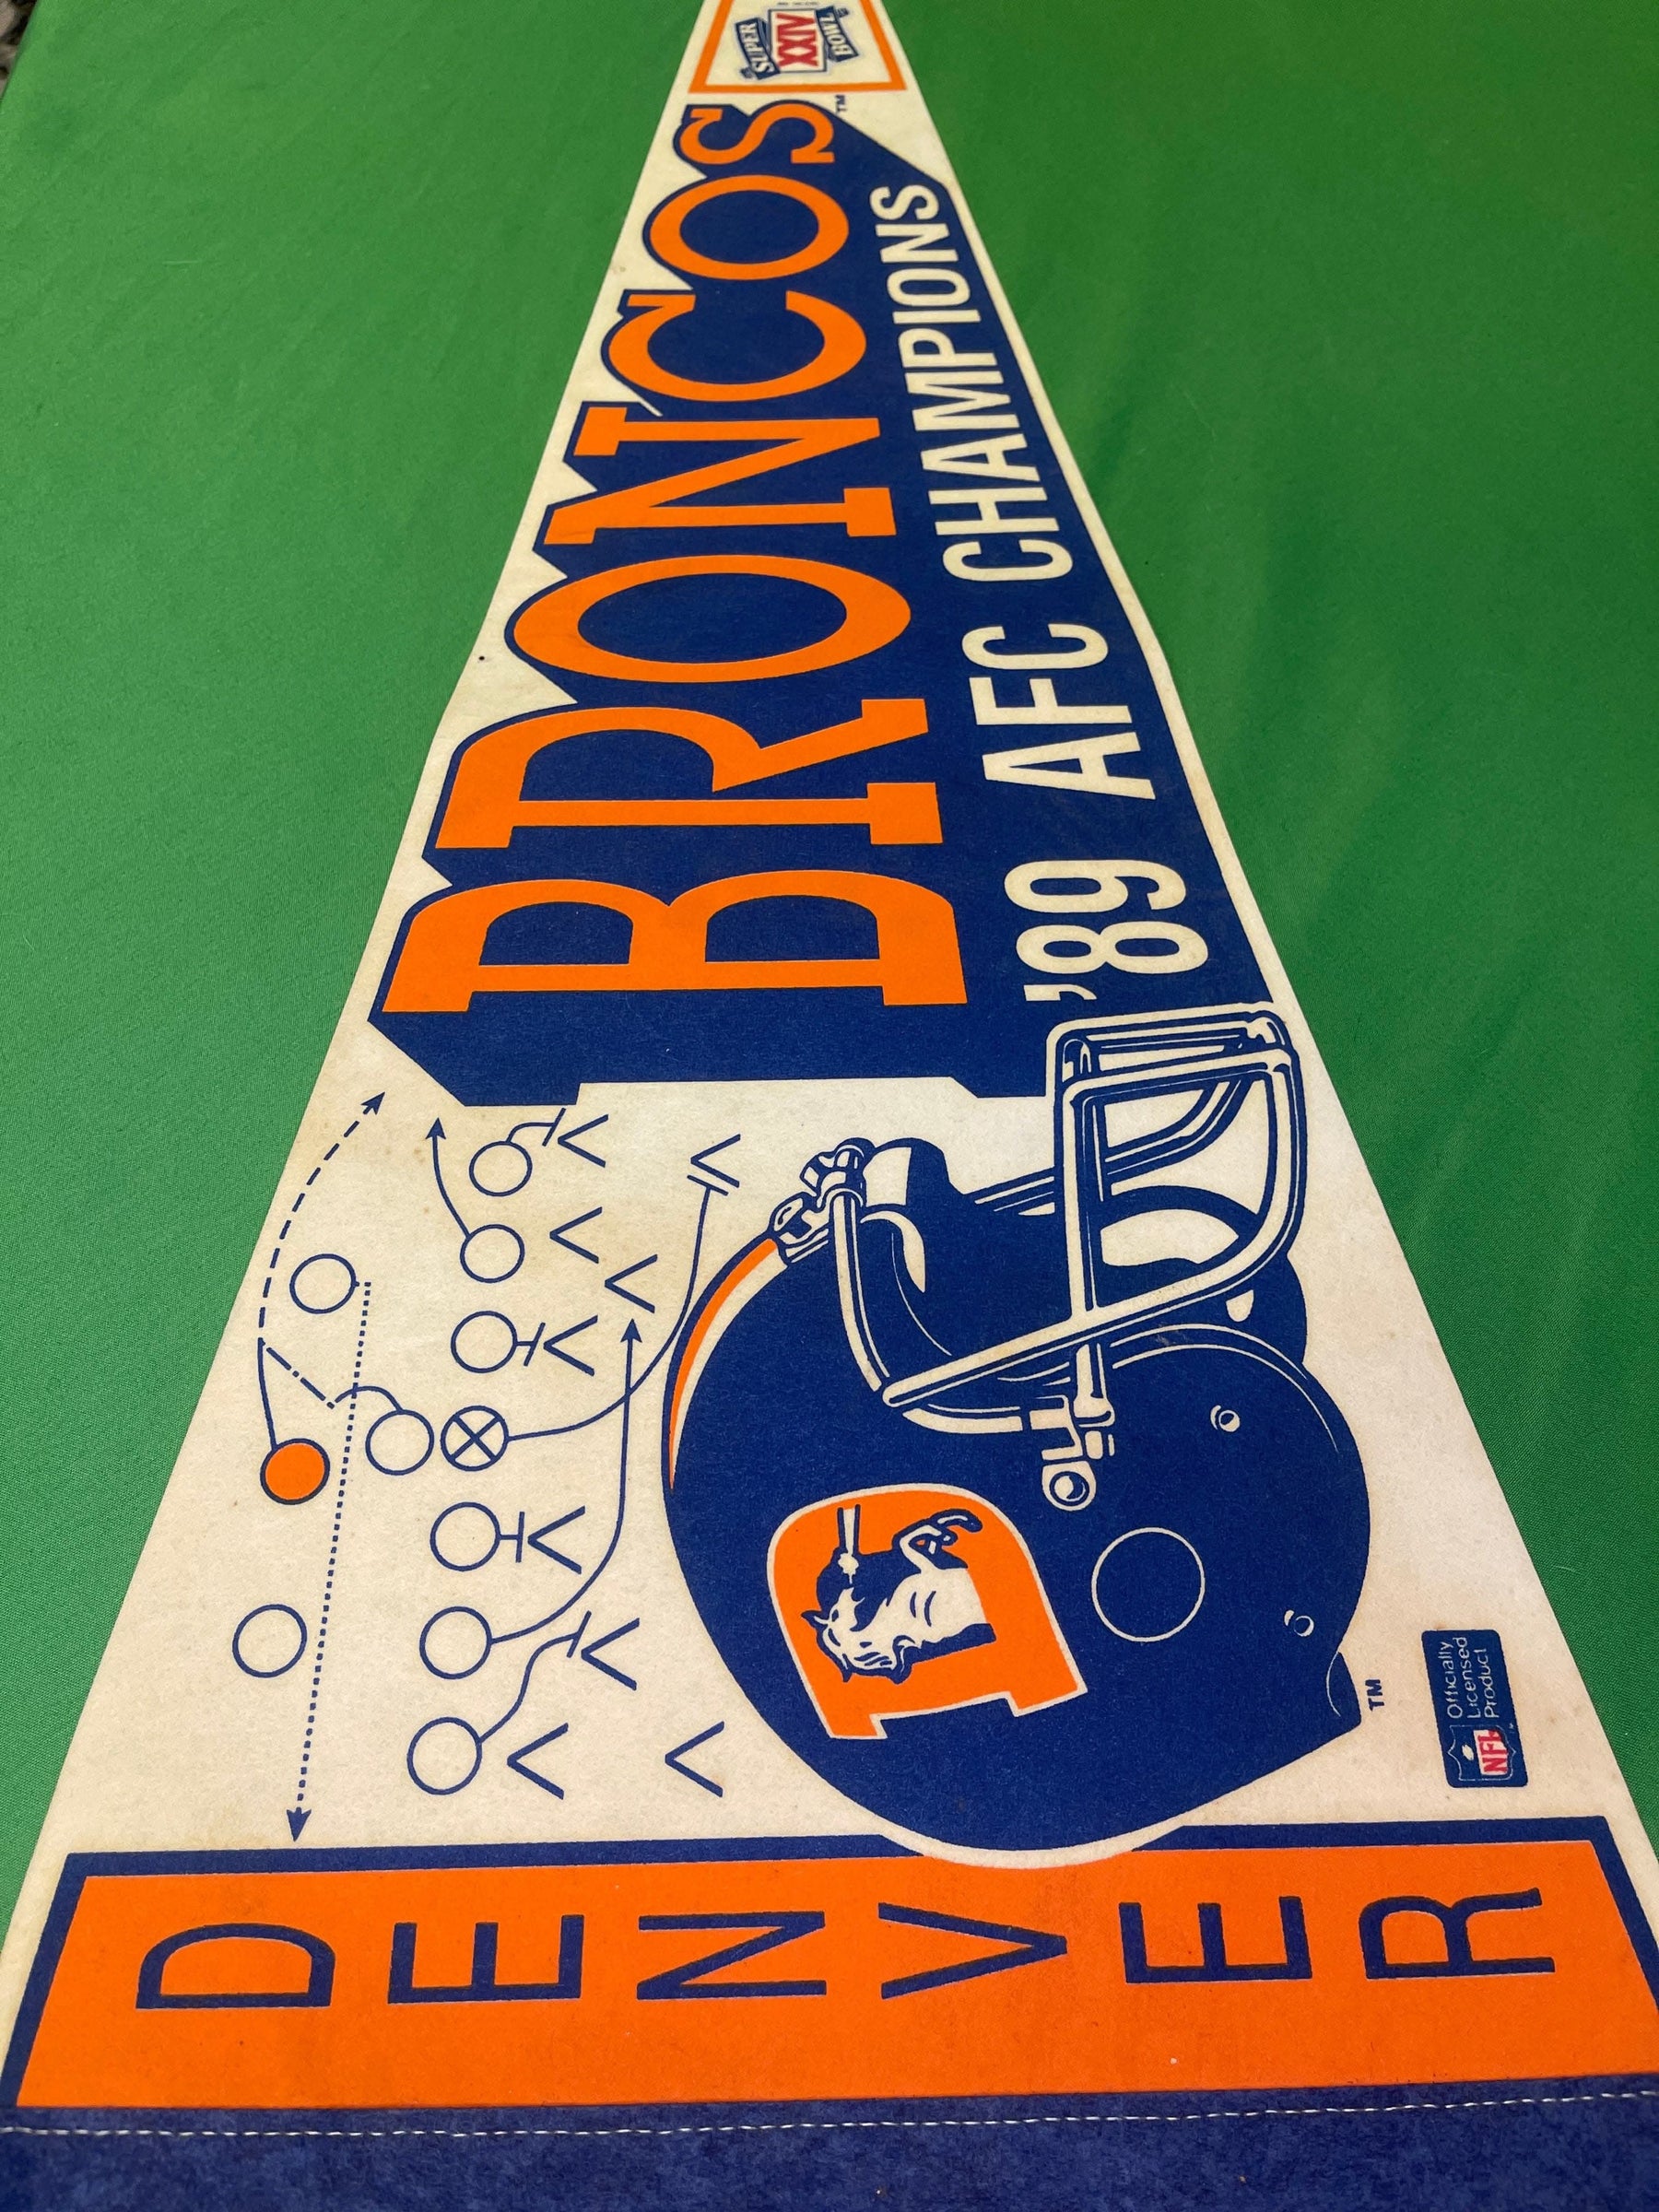 DENVER
BRONCOS™
'89 AFC CHAMPIONS
SUPER
XXIV
BOWL
TM
NFL
Officially
Licensed
Product